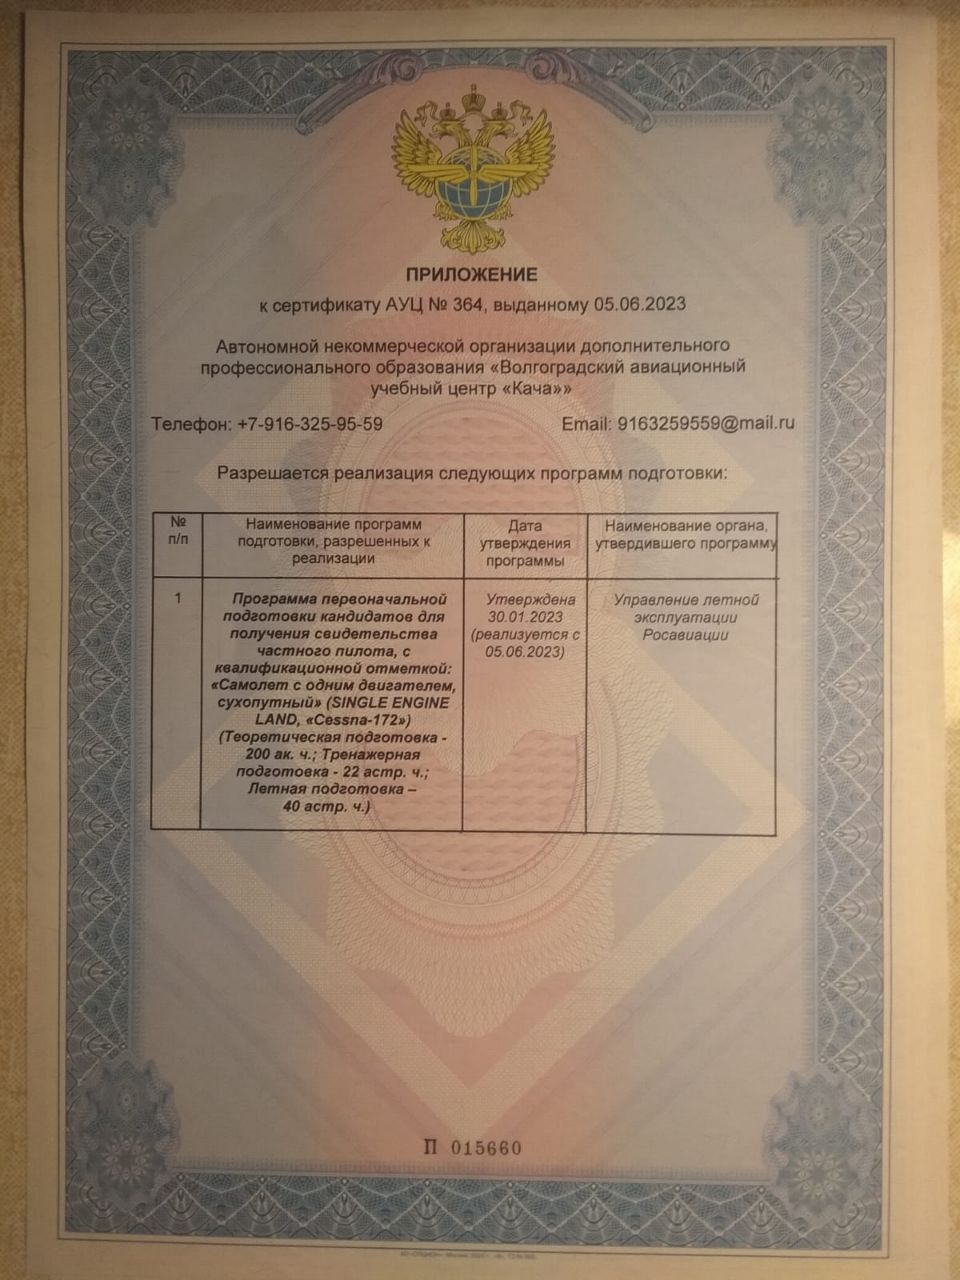 ПРИЛОЖЕНИЕ
к сертификату АУЦ № 364, выданному 05.06.2023
Автономной некоммерческой организации дополнительного
профессионального образования «Волгоградский авиационный
учебный центр «Кача»»
Телефон: +7-916-325-95-59 Email: 9163259559@mail.ru
Разрешается реализация следующих программ подготовки:
№
п/п
Наименование программ
подготовки, разрешенных к
реализации
Дата
утверждения
программы
Наименование органа,
утвердившего программу
1
Программа первоначальной
подготовки кандидатов для
получения свидетельства
частного пилота, с
квалификационной отметкой:
«Самолет с одним двигателем,
сухопутный» (SINGLE ENGINE
LAND, «Cessna-172»)
(Теоретическая подготовка -
200 ак. ч.; Тренажерная
подготовка - 22 астр. ч.;
Летная подготовка –
40 астр. ч.)
Утверждена
30.01.2023
(реализуется с
05.06.2023)
Управление летной
эксплуатации
Росавиации
П 015660